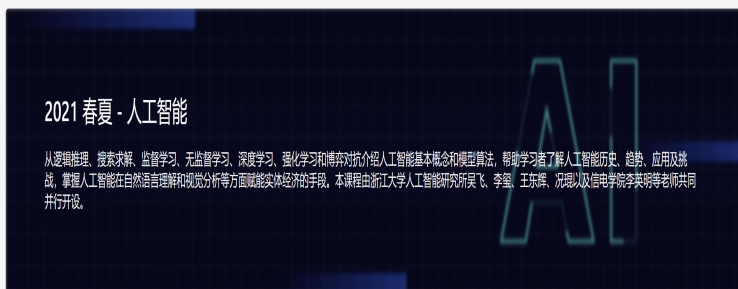 2021 春夏 - 人工智能
从逻辑推理、搜索求解、监督学习、无监督学习、深度学习、强化学习和博弈对抗介绍人工智能基本概念和模型算法，帮助学习者了解人工智能历史、趋势、应用及挑
战，掌握人工智能在自然语言理解和视觉分析等方面赋能实体经济的手段。本课程由浙江大学人工智能研究所吴飞、李玺、王东辉、况琨以及信电学院李英明等老师共同
并行开设。
AI